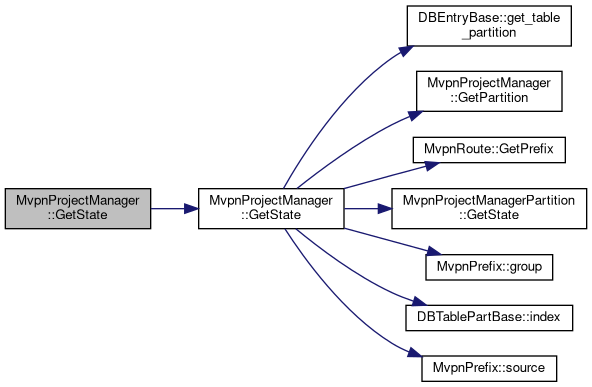 MvpnProjectManager
::GetState
MvpnProjectManager
::GetState
DBEntryBase::get_table
_partition
MvpnProjectManager
::GetPartition
MvpnRoute::GetPrefix
MvpnProjectManagerPartition
::GetState
MvpnPrefix::group
DBTablePartBase::index
MvpnPrefix::source